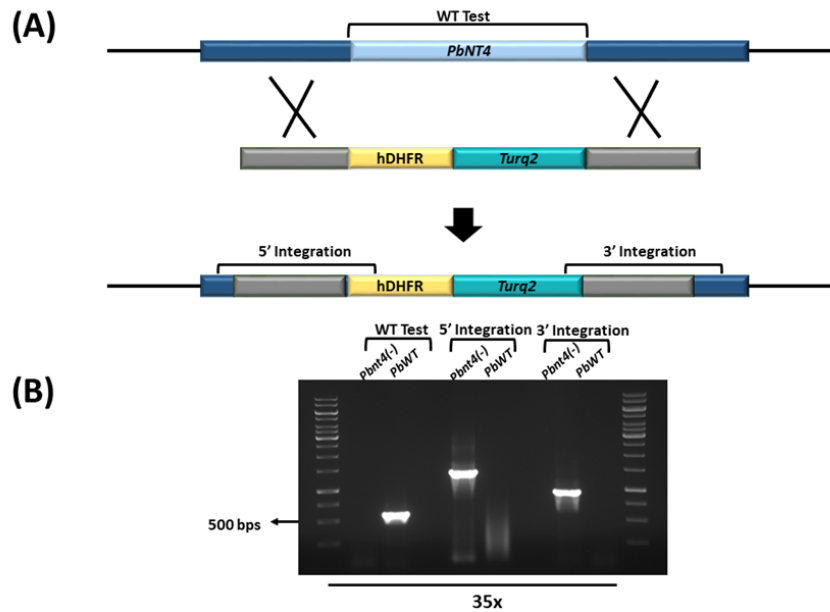 (A)
WT Test
PbNT4
hDHFR
Turq2
5’ Integration
3’ Integration
hDHFR
Turq2
(B)
WT Test
5’ Integration
3’ Integration
Pbnt4(-)
PbWT
Pbnt4(-)
PbWT
Pbnt4(-)
PbWT
500 bps
35x